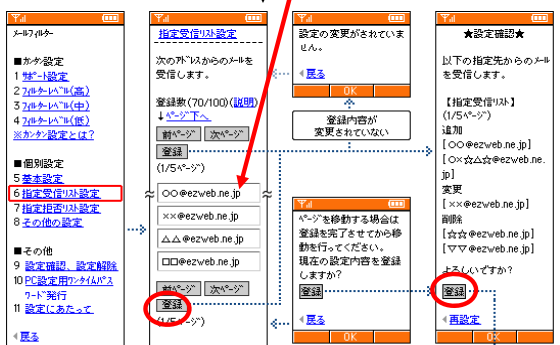 メールフィルター
■カンタン設定
1 サポート設定
2 フィルターレベル(高)
3 フィルターレベル(中)
4 フィルターレベル(低)
※カンタン設定とは?
■個別設定
5 基本設定
6 指定受信リスト設定
7 指定拒否リスト設定
8 その他の設定
■その他
9 設定確認、設定解除
10 PC設定用ワンタイムパス
ワード発行
11 設定にあたって
戻る
指定受信リスト設定
次のアドレスからのメールを
受信します。
登録数(70/100)(説明)
↓ページ下へ
前ページ 次ページ
登録
(1/5ページ)
○○@ezweb.ne.jp
××@ezweb.ne.jp
△△@ezweb.ne.jp
□□@ezweb.ne.jp
前ページ 次ページ
登録
(1/5ページ)
設定の変更がされていま
せん。
戻る
OK
登録内容が
変更されていない
ページを移動する場合は
登録を完了させてから移
動を行ってください。
現在の設定内容を登録
しますか?
登録
戻る
OK
★設定確認★
以下の指定先からのメール
を受信します。
【指定受信リスト】
(1/5ページ)
追加
[○○@ezweb.ne.jp]
[○×☆△☆@ezweb.ne.
jp]
変更
[××@ezweb.ne.jp]
削除
[☆☆@ezweb.ne.jp]
[▽▽@ezweb.ne.jp]
よろしいですか?
登録
再設定
OK